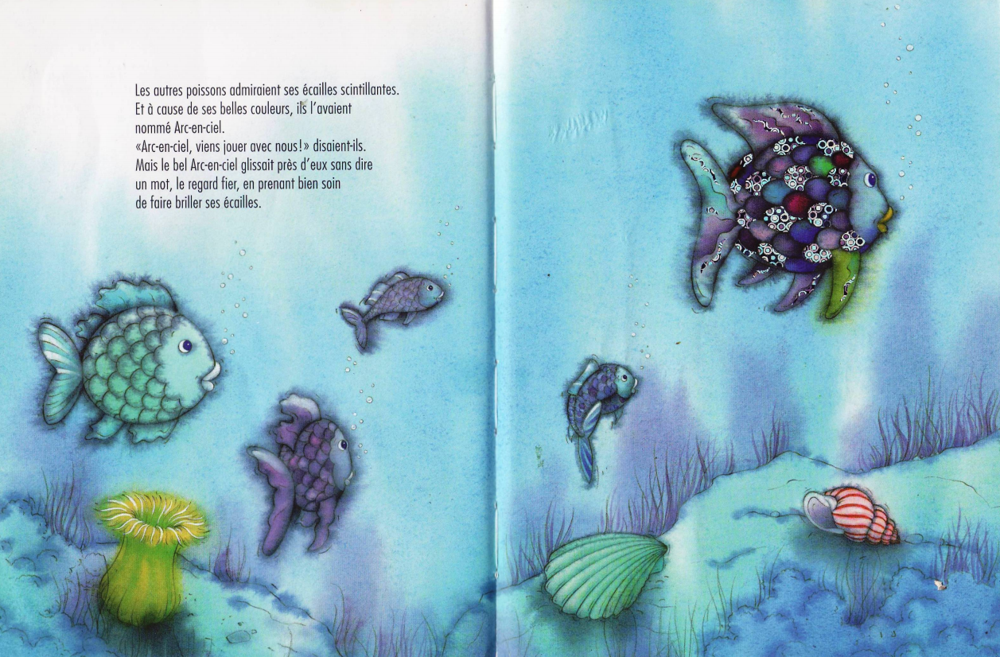 Les autres poissons admiraient ses écailles scintillantes.
Et à cause de ses belles couleurs, ils l'avaient
nommé Arc-en-ciel.
«Arc-en-ciel, viens jouer avec nous!» disaient-ils.
Mais le bel Arc-en-ciel glissait près d'eux sans dire
un mot, le regard fier, en prenant bien soin
de faire briller ses écailles.